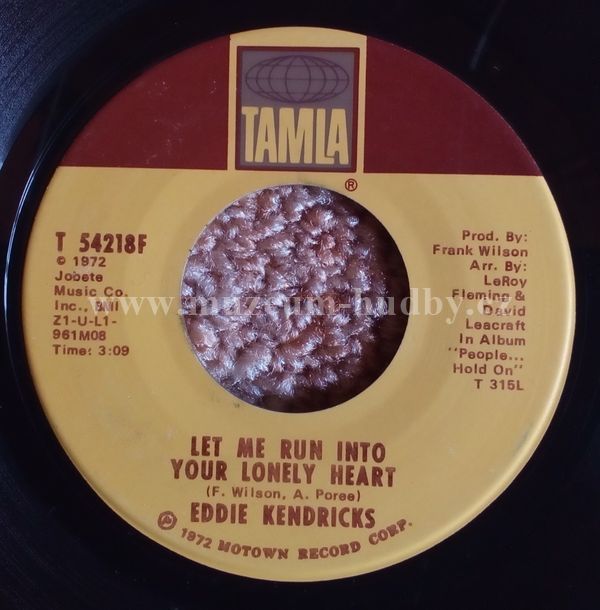 TAMLA
®
T 54218F
© 1972
Jobete
Music Co.
Inc., BMI
Z1-U-L1-
961M08
Time: 3:09
Prod. By:
Frank Wilson
Arr. By:
LeRoy
Fleming &
David
Leacraft
In Album
"People...
Hold On"
T 315L
www.muzeum-hudby.cz
LET ME RUN INTO
YOUR LONELY HEART
(F. Wilson, A. Poree)
EDDIE KENDRICKS
℗ 1972 MOTOWN RECORD CORP.